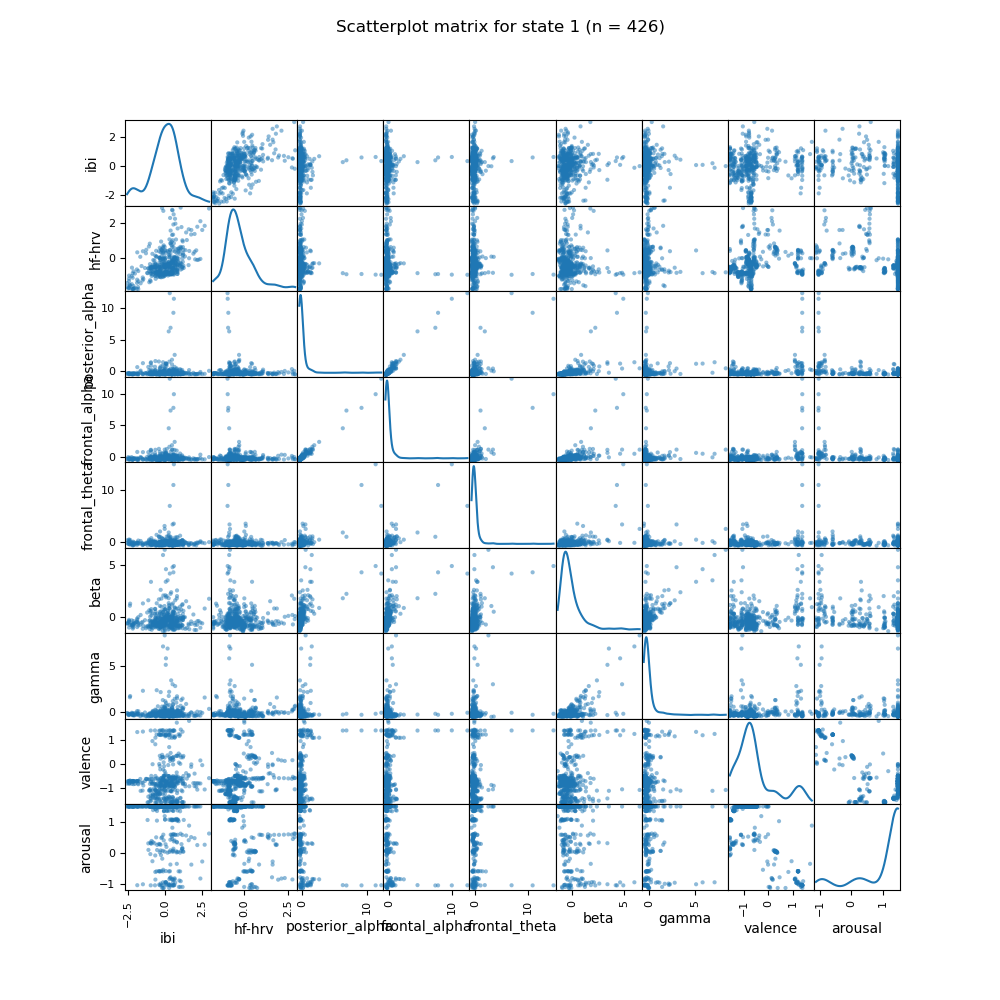 Scatterplot matrix for state 1 (n = 426)
ibi
2
0
−2
hf-hrv
2
0
posterior_alpha
10
5
0
frontal_alpha
10
5
0
frontal_theta
10
0
beta
5
0
gamma
5
0
valence
1
0
−1
arousal
1
0
−1
−2.5 0.0 2.5 0.0 2.5 0 10 0 10 0 10 0 5 0 5 −1 0 1 −1 0 1
ibi hf-hrv posterior_alpha frontal_alpha frontal_theta beta gamma valence arousal